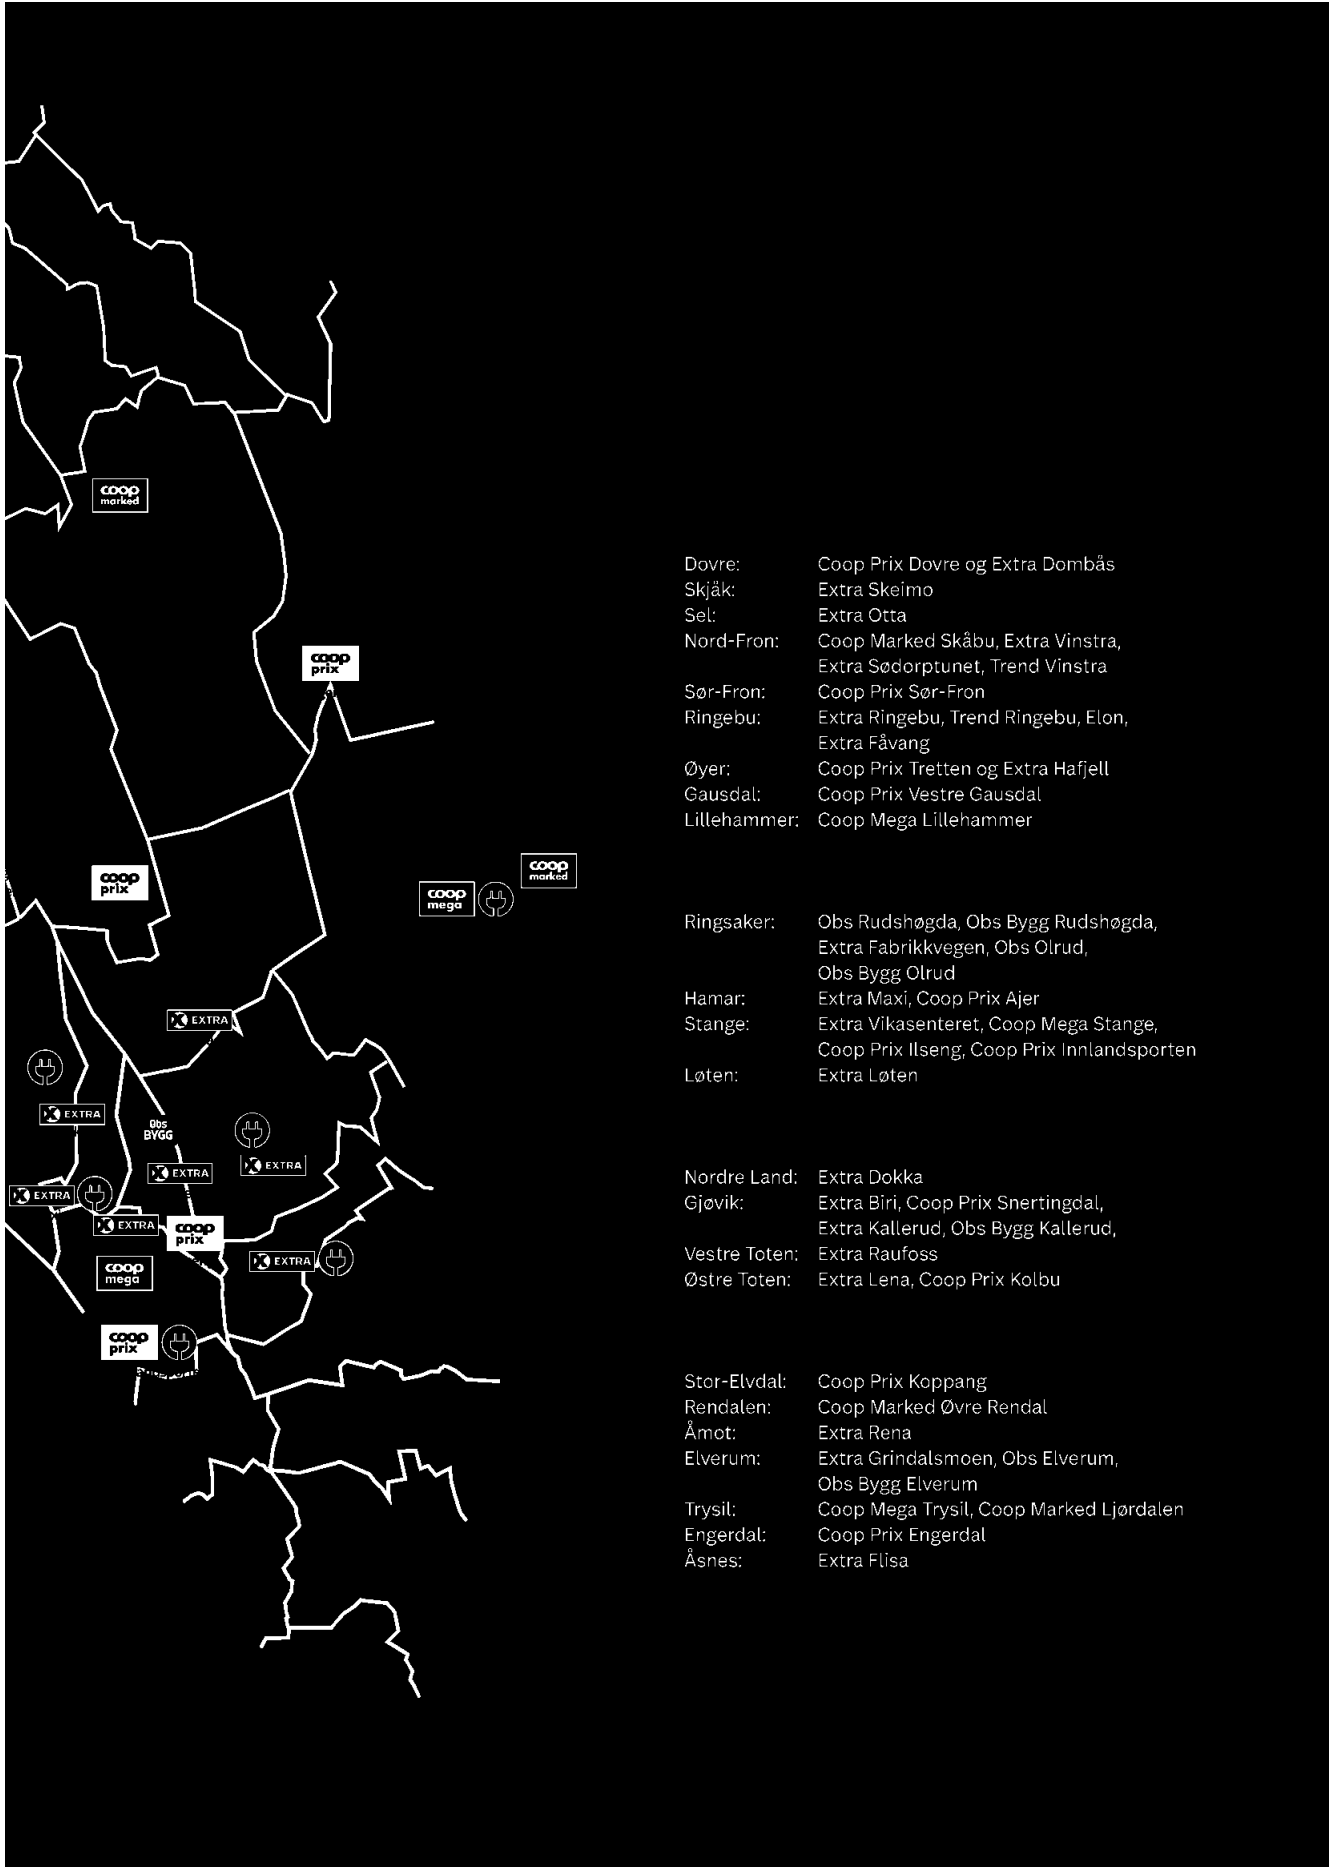 coop
marked
coop
prix
coop
prix
coop
mega
coop
marked
EXTRA
EXTRA
Obs
BYGG
EXTRA
EXTRA
EXTRA
EXTRA
coop
prix
EXTRA
coop
mega
coop
prix
Dovre: Coop Prix Dovre og Extra Dombås
Skjåk: Extra Skeimo
Sel: Extra Otta
Nord-Fron: Coop Marked Skåbu, Extra Vinstra,
Extra Sødorptunet, Trend Vinstra
Sør-Fron: Coop Prix Sør-Fron
Ringebu: Extra Ringebu, Trend Ringebu, Elon,
Extra Fåvang
Øyer: Coop Prix Tretten og Extra Hafjell
Gausdal: Coop Prix Vestre Gausdal
Lillehammer: Coop Mega Lillehammer
Ringsaker: Obs Rudshøgda, Obs Bygg Rudshøgda,
Extra Fabrikkvegen, Obs Olrud,
Obs Bygg Olrud
Hamar: Extra Maxi, Coop Prix Ajer
Stange: Extra Vikasenteret, Coop Mega Stange,
Coop Prix Ilseng, Coop Prix Innlandsporten
Løten: Extra Løten
Nordre Land: Extra Dokka
Gjøvik: Extra Biri, Coop Prix Snertingdal,
Extra Kallerud, Obs Bygg Kallerud,
Vestre Toten: Extra Raufoss
Østre Toten: Extra Lena, Coop Prix Kolbu
Stor-Elvdal: Coop Prix Koppang
Rendalen: Coop Marked Øvre Rendal
Åmot: Extra Rena
Elverum: Extra Grindalsmoen, Obs Elverum,
Obs Bygg Elverum
Trysil: Coop Mega Trysil, Coop Marked Ljørdalen
Engerdal: Coop Prix Engerdal
Åsnes: Extra Flisa